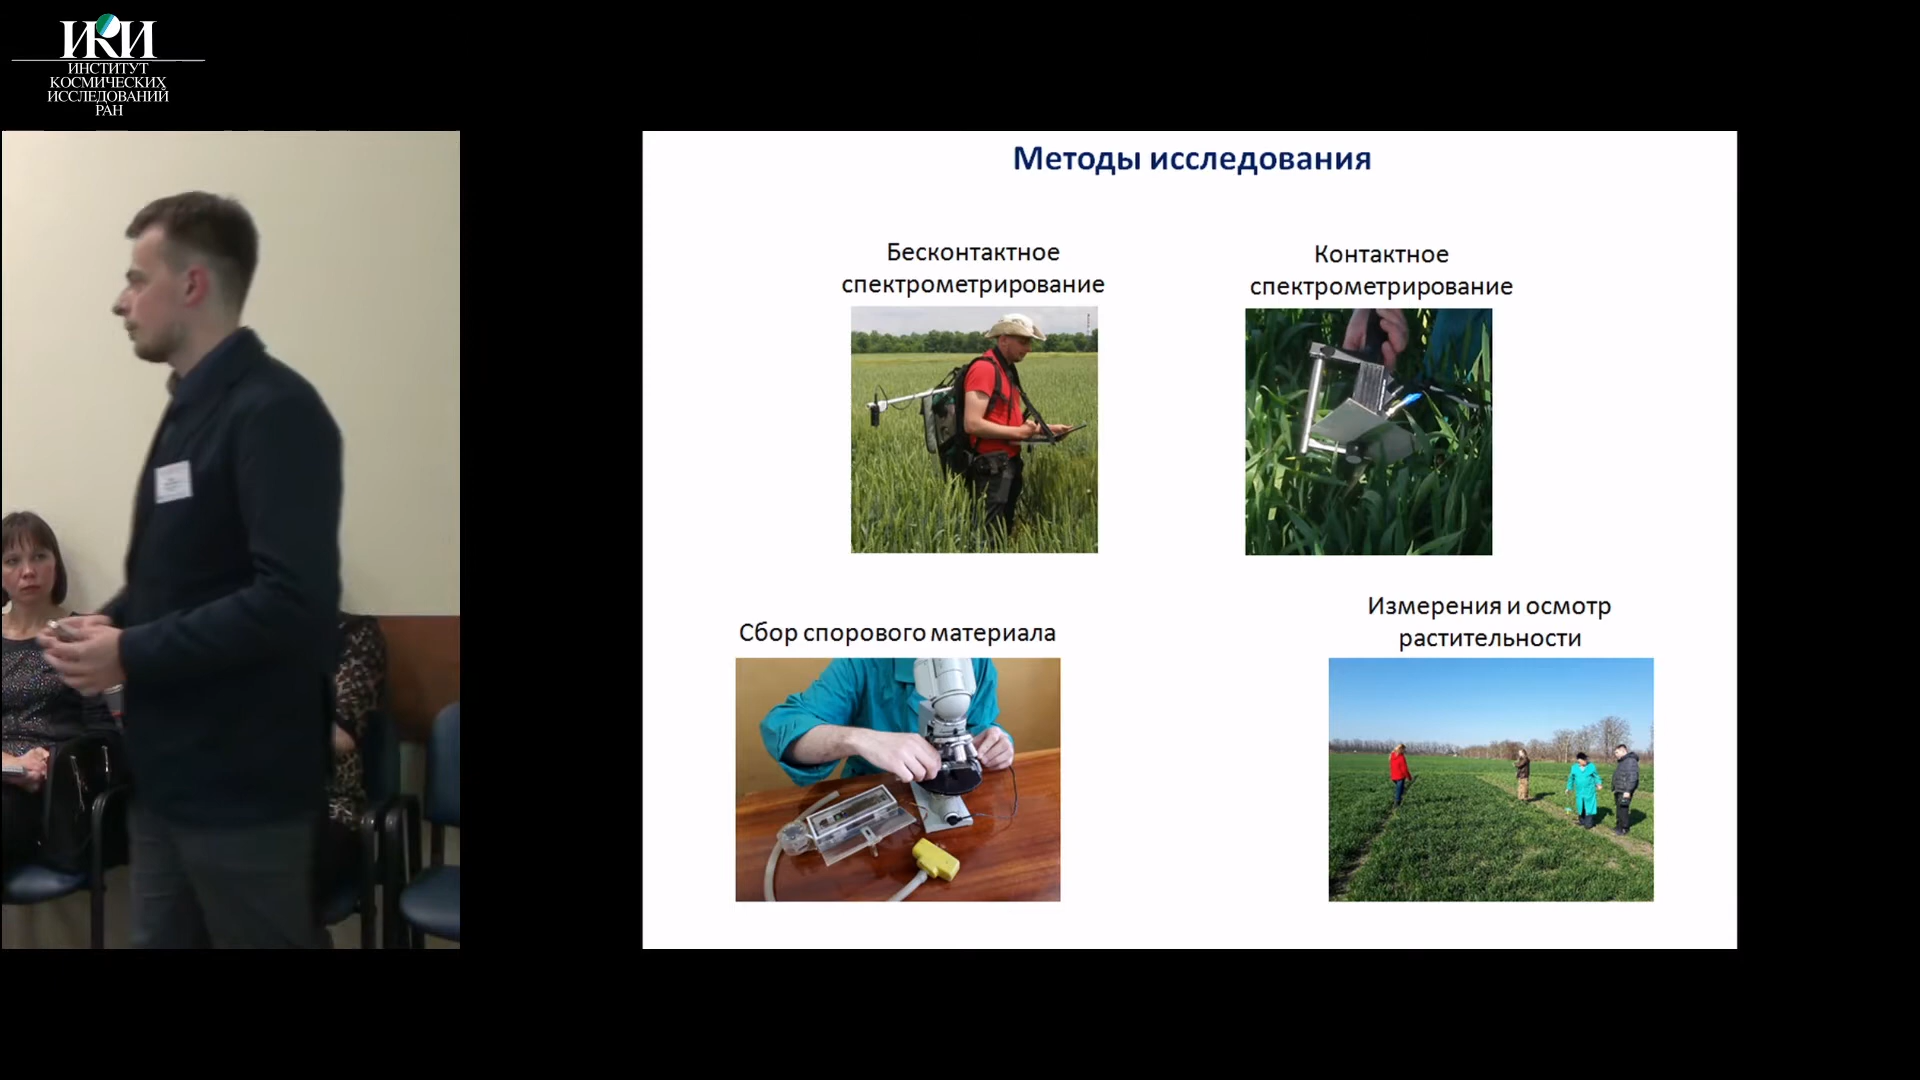 ИКИ
ИНСТИТУТ
КОСМИЧЕСКИХ
ИССЛЕДОВАНИЙ
РАН
Методы исследования
Бесконтактное
спектрометрирование
Контактное
спектрометрирование
Сбор спорового материала
Измерения и осмотр
растительности